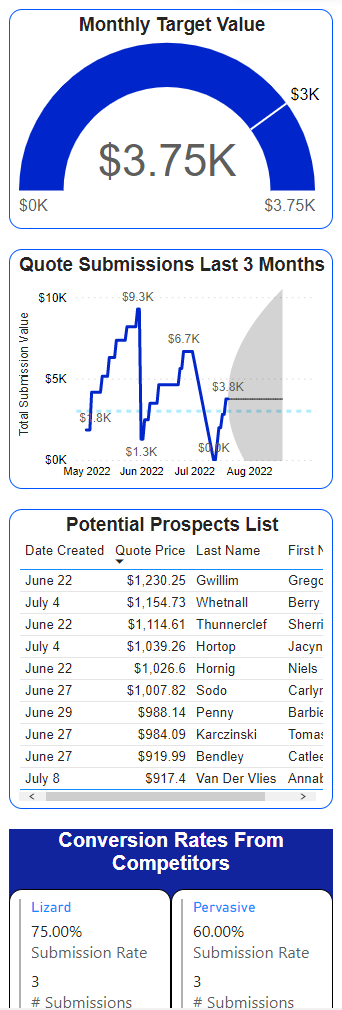 Monthly Target Value
$3K
$3.75K
$0K
$3.75K
Quote Submissions Last 3 Months
Total Submission Value
$10K
$5K
$0K
$9.3K
$6.7K
$3.8K
$1.8K
$1.3K
$0.0K
May 2022 Jun 2022 Jul 2022 Aug 2022
Potential Prospects List
Date Created Quote Price Last Name First N
June 22 $1,230.25 Gwillim Grego
July 4 $1,154.73 Whetnall Berry
June 22 $1,114.61 Thunnerclef Sherri
July 4 $1,039.26 Hortop Jacyn
June 22 $1,026.6 Hornig Niels
June 27 $1,007.82 Sodo Carlyn
June 29 $988.14 Penny Barbie
June 27 $984.09 Karczinski Tomas
June 27 $919.99 Bendley Catlee
July 8 $917.4 Van Der Vlies Annab
Conversion Rates From
Competitors
Lizard
75.00%
Submission Rate
3
# Submissions
Pervasive
60.00%
Submission Rate
3
# Submissions